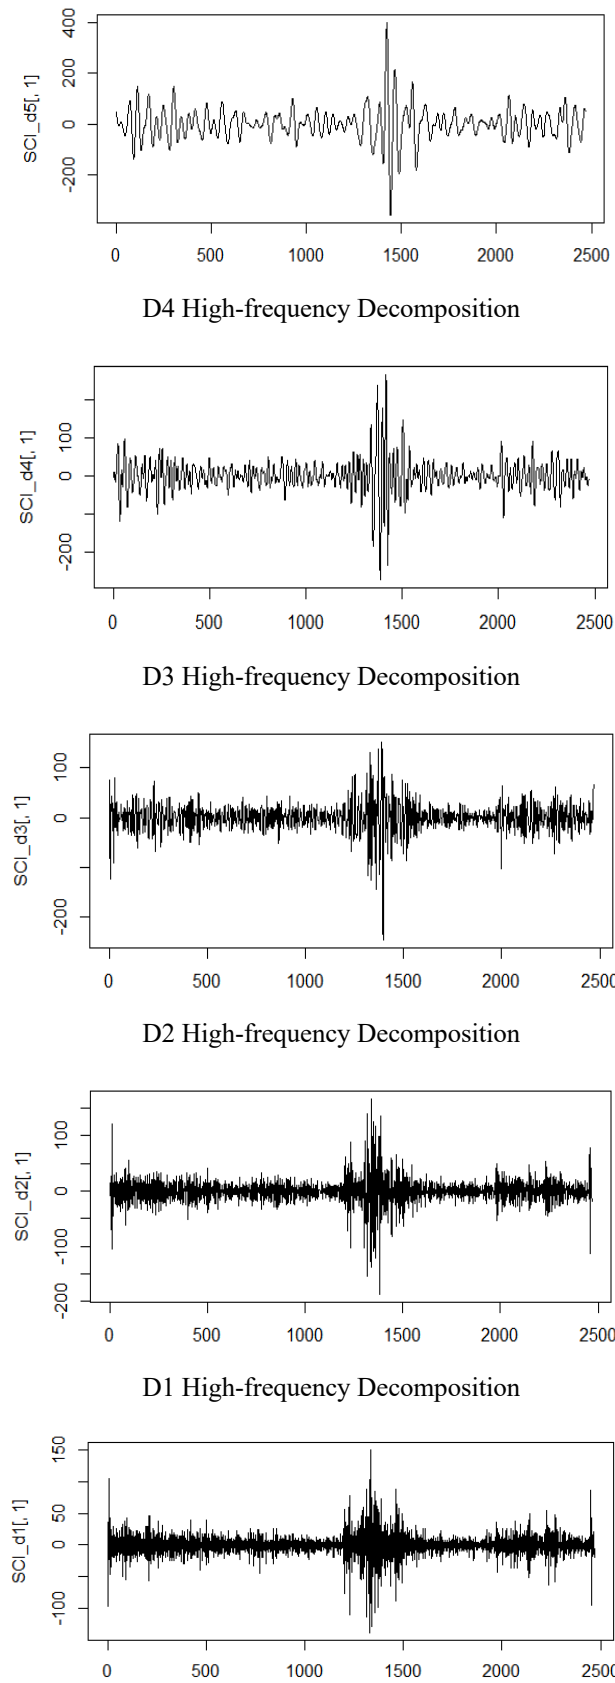 400
200
0
-200
SCI_d5[, 1]
0 500 1000 1500 2000 2500
D4 High-frequency Decomposition
100
0
-200
SCI_d4[, 1]
0 500 1000 1500 2000 2500
D3 High-frequency Decomposition
100
0
-200
SCI_d3[, 1]
0 500 1000 1500 2000 2500
D2 High-frequency Decomposition
100
0
-100
-200
SCI_d2[, 1]
0 500 1000 1500 2000 2500
D1 High-frequency Decomposition
150
50
0
-100
SCI_d1[, 1]
0 500 1000 1500 2000 2500